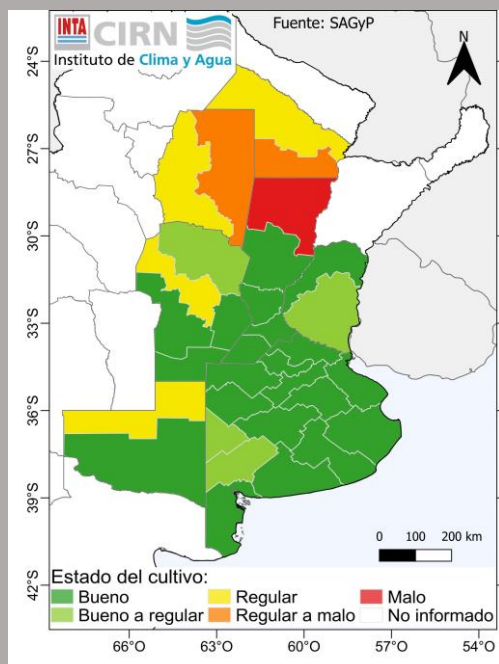 INTA CIRN
Instituto de Clima y Agua
Fuente: SAGyP
N
24°S
27°S
30°S
33°S
36°S
39°S
42°S
0 100 200 km
Estado del cultivo:
Bueno Regular Malo
Bueno a regular Regular a malo No informado
66°O 63°O 60°O 57°O 54°O